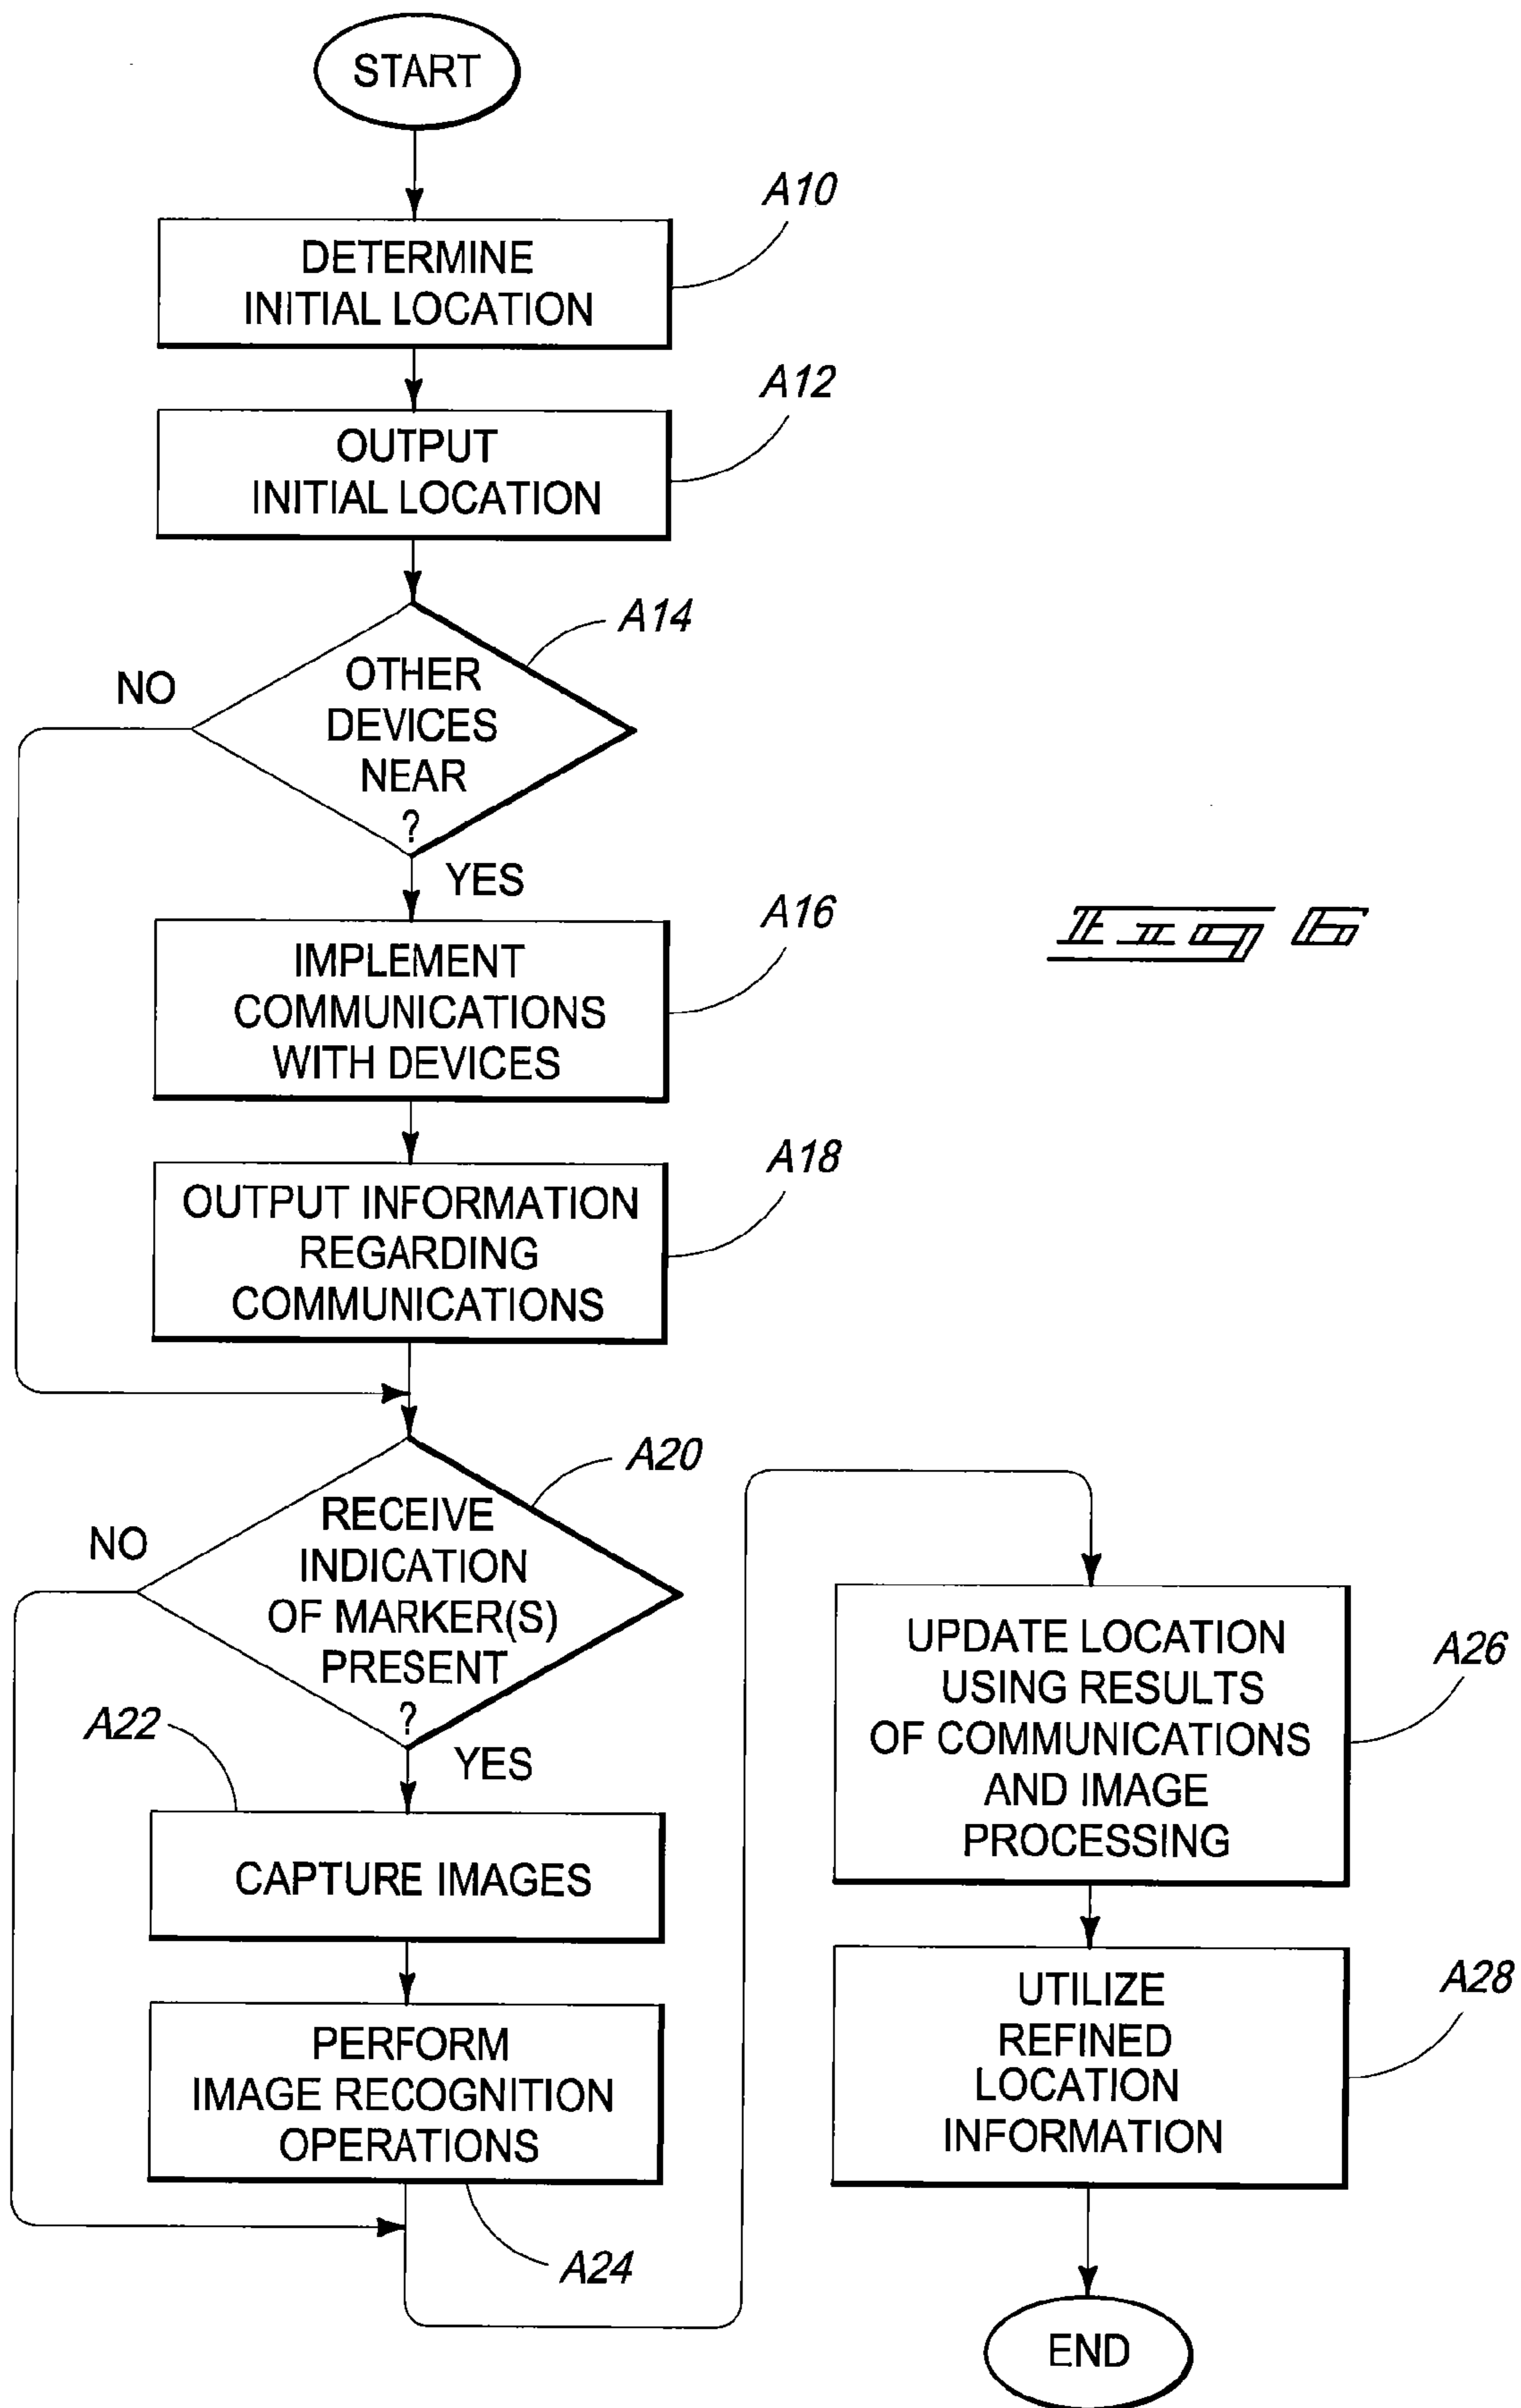 START
A10
DETERMINE
INITIAL LOCATION
A12
OUTPUT
INITIAL LOCATION
A14
NO
OTHER
DEVICES
NEAR
?
YES
A16
IMPLEMENT
COMMUNICATIONS
WITH DEVICES
Fig 6
A18
OUTPUT INFORMATION
REGARDING
COMMUNICATIONS
A20
NO
RECEIVE
INDICATION
OF MARKER(S)
PRESENT
?
A22
YES
CAPTURE IMAGES
PERFORM
IMAGE RECOGNITION
OPERATIONS
A24
UPDATE LOCATION
USING RESULTS
OF COMMUNICATIONS
AND IMAGE
PROCESSING
A26
UTILIZE
REFINED
LOCATION
INFORMATION
A28
END